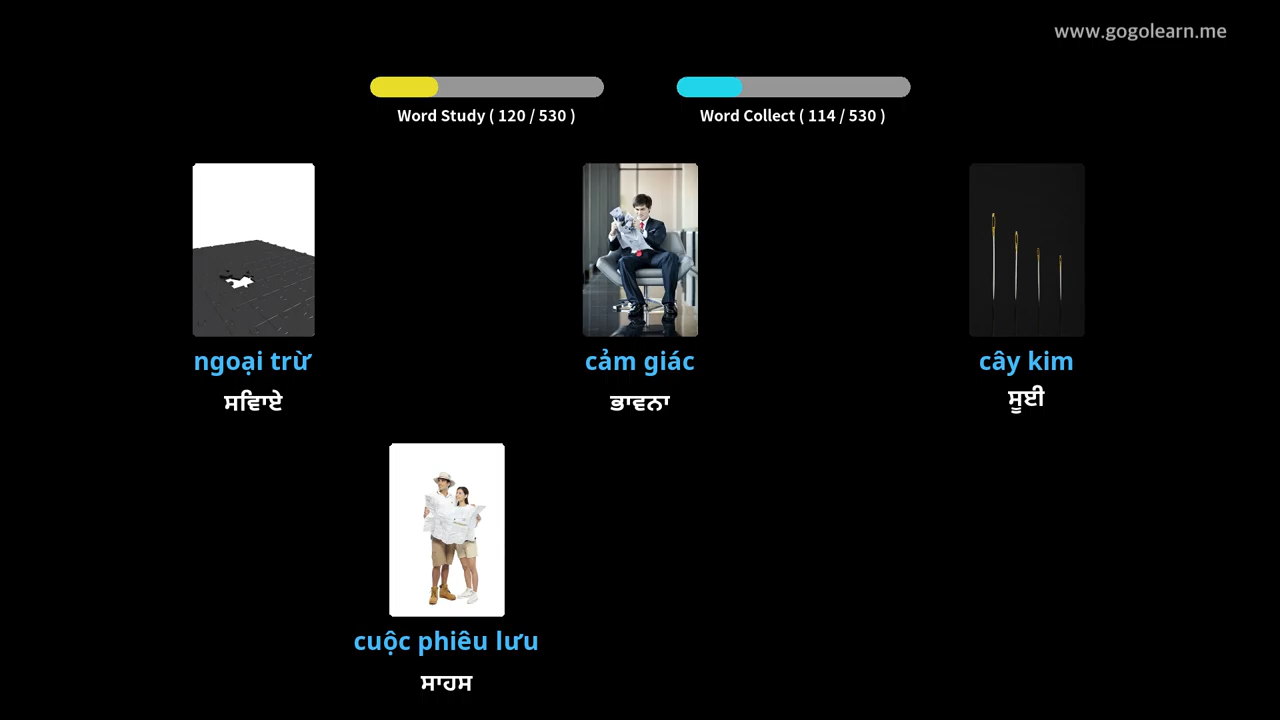 www.gogolearn.me
Word Study ( 120 / 530 )
Word Collect ( 114 / 530 )
ngoại trừ
ਸਵਿਾਏ
cảm giác
ਭਾਵਨਾ
cây kim
ਸੂਈ
cuộc phiêu lưu
ਸਾਹਸ